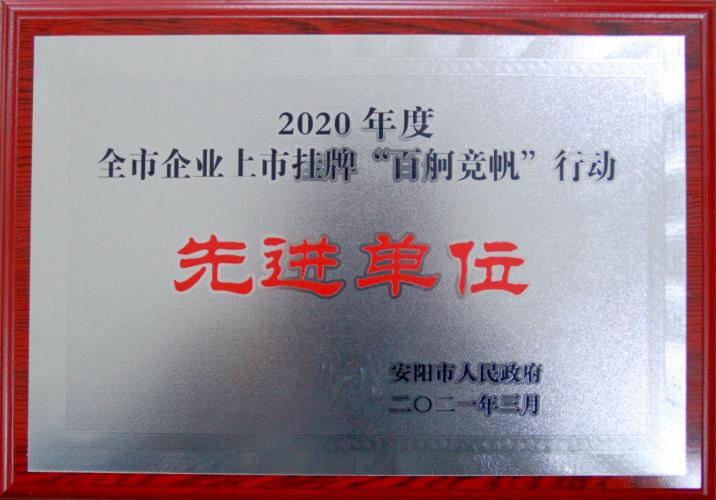 2020 年度
全市企业上市挂牌“百舸竞帆”行动
先进单位
安阳市人民政府
二〇二一年三月